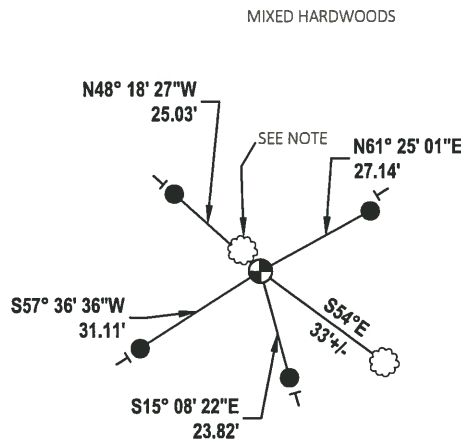 MIXED HARDWOODS
N48° 18' 27"W
25.03'
SEE NOTE
N61° 25' 01"E
27.14'
S57° 36' 36"W
31.11'
S54°E
33'+/-
S15° 08' 22"E
23.82'